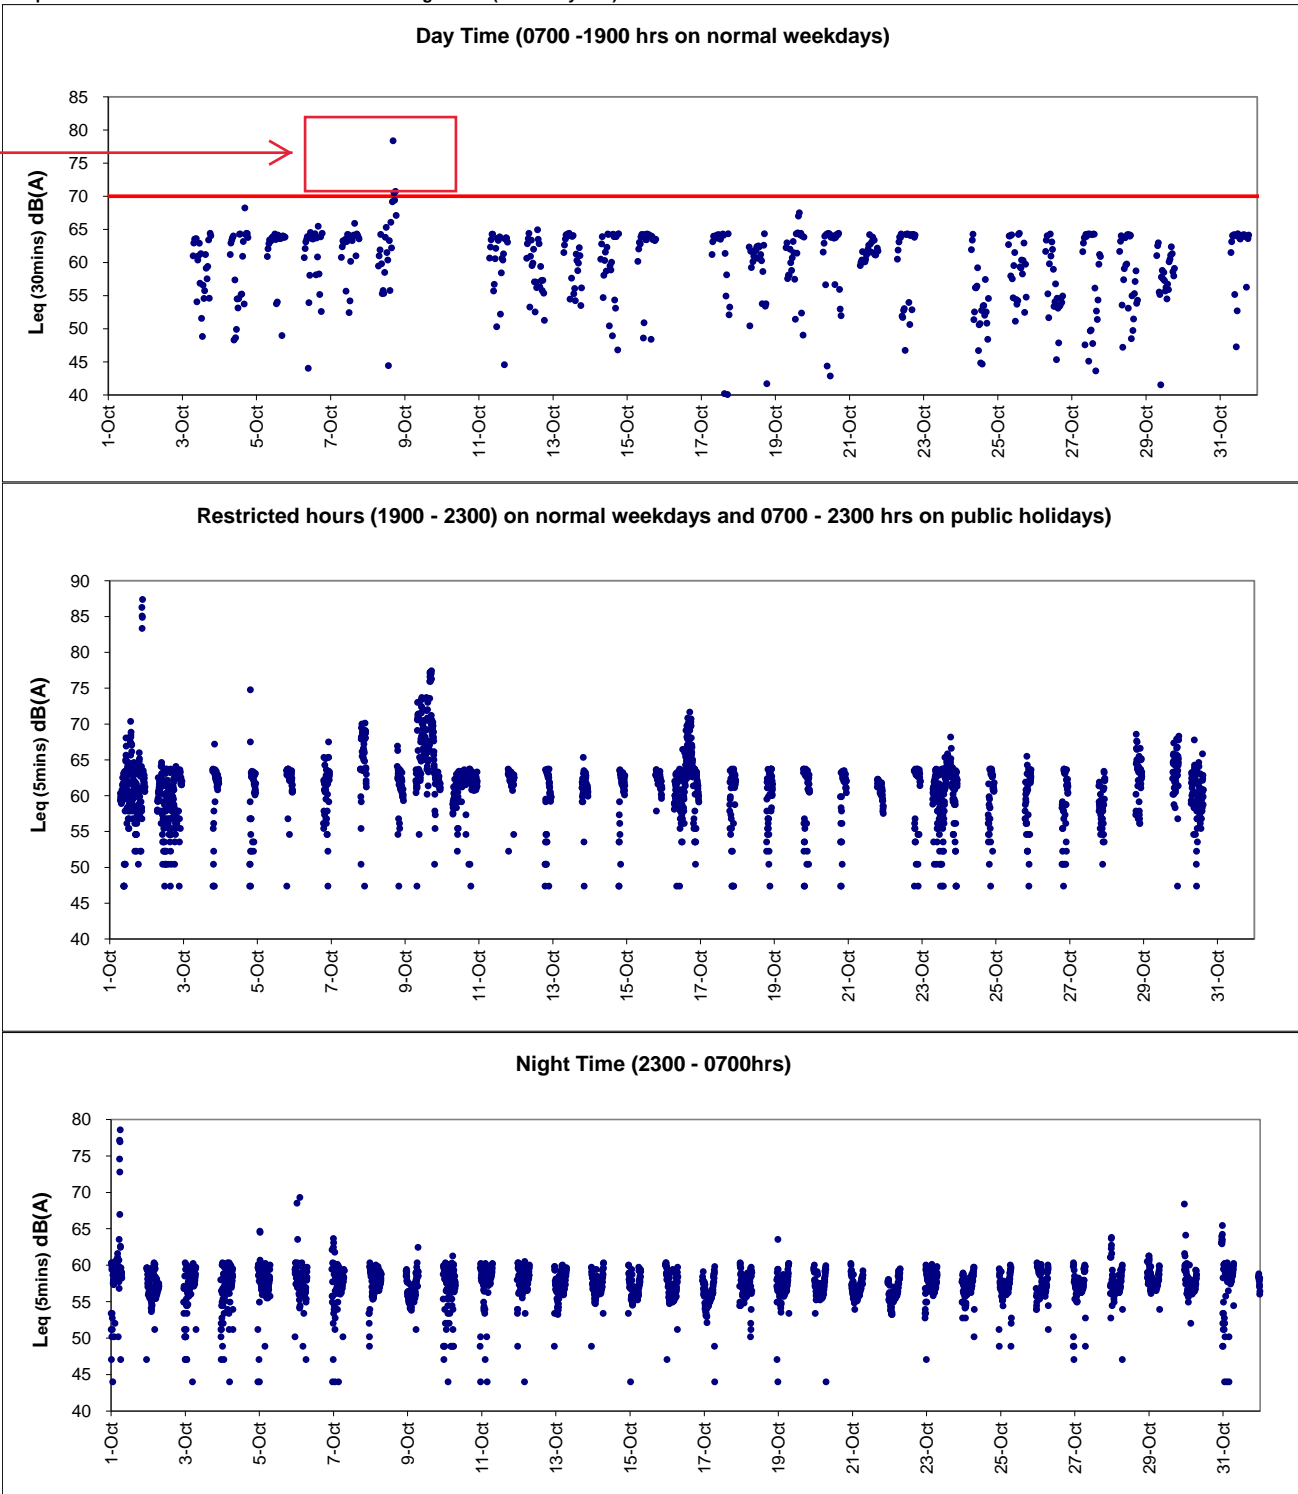 Day Time (0700 -1900 hrs on normal weekdays)
Leq (30mins) dB(A)
85
80
75
70
65
60
55
50
45
40
1-Oct
3-Oct
5-Oct
7-Oct
9-Oct
11-Oct
13-Oct
15-Oct
17-Oct
19-Oct
21-Oct
23-Oct
25-Oct
27-Oct
29-Oct
31-Oct
Restricted hours (1900 - 2300) on normal weekdays and 0700 - 2300 hrs on public holidays)
Leq (5mins) dB(A)
90
85
80
75
70
65
60
55
50
45
40
1-Oct
3-Oct
5-Oct
7-Oct
9-Oct
11-Oct
13-Oct
15-Oct
17-Oct
19-Oct
21-Oct
23-Oct
25-Oct
27-Oct
29-Oct
31-Oct
Night Time (2300 - 0700hrs)
Leq (5mins) dB(A)
80
75
70
65
60
55
50
45
40
1-Oct
3-Oct
5-Oct
7-Oct
9-Oct
11-Oct
13-Oct
15-Oct
17-Oct
19-Oct
21-Oct
23-Oct
25-Oct
27-Oct
29-Oct
31-Oct